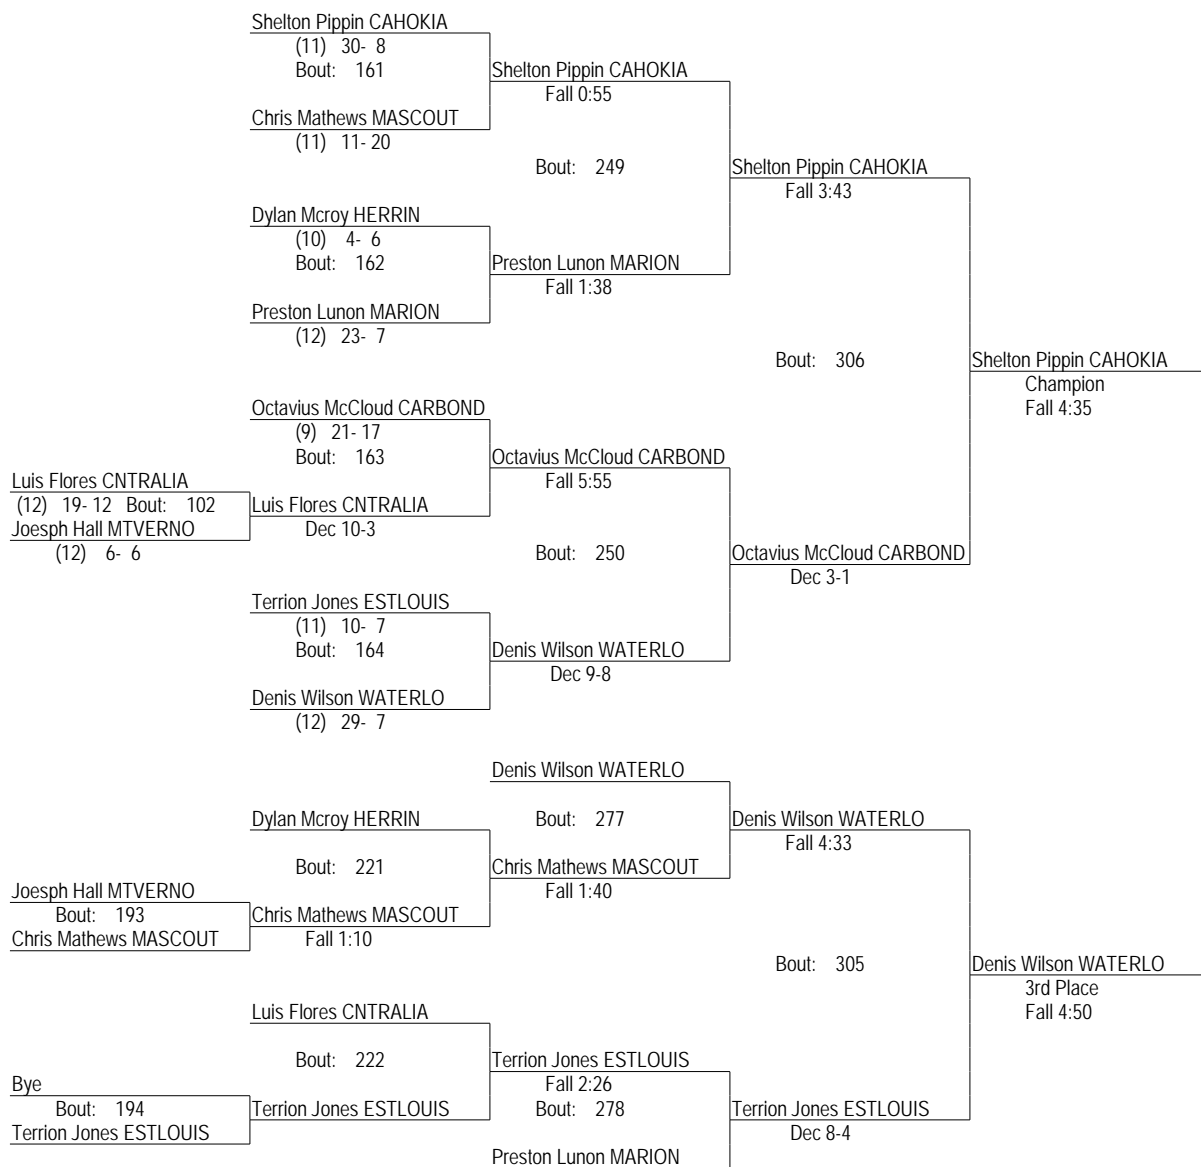 Shelton Pippin CAHOKIA
(11) 30- 8
Bout: 161
Shelton Pippin CAHOKIA
Fall 0:55
Chris Mathews MASCOUT
(11) 11- 20
Bout: 249
Shelton Pippin CAHOKIA
Fall 3:43
Dylan Mcroy HERRIN
(10) 4- 6
Bout: 162
Preston Lunon MARION
Fall 1:38
Preston Lunon MARION
(12) 23- 7
Bout: 306
Shelton Pippin CAHOKIA
Champion
Fall 4:35
Octavius McCloud CARBOND
(9) 21- 17
Bout: 163
Octavius McCloud CARBOND
Fall 5:55
Luis Flores CNTRALIA
(12) 19- 12 Bout: 102
Luis Flores CNTRALIA
Dec 10-3
Joesph Hall MTVERNO
(12) 6- 6
Bout: 250
Octavius McCloud CARBOND
Dec 3-1
Terrion Jones ESTLOUIS
(11) 10- 7
Bout: 164
Denis Wilson WATERLO
Dec 9-8
Denis Wilson WATERLO
(12) 29- 7
Denis Wilson WATERLO
Bout: 277
Denis Wilson WATERLO
Fall 4:33
Dylan Mcroy HERRIN
Bout: 221
Chris Mathews MASCOUT
Fall 1:40
Joesph Hall MTVERNO
Bout: 193
Chris Mathews MASCOUT
Fall 1:10
Chris Mathews MASCOUT
Bout: 305
Denis Wilson WATERLO
3rd Place
Fall 4:50
Luis Flores CNTRALIA
Bout: 222
Terrion Jones ESTLOUIS
Fall 2:26
Bye
Bout: 194
Terrion Jones ESTLOUIS
Terrion Jones ESTLOUIS
Bout: 278
Terrion Jones ESTLOUIS
Dec 8-4
Preston Lunon MARION